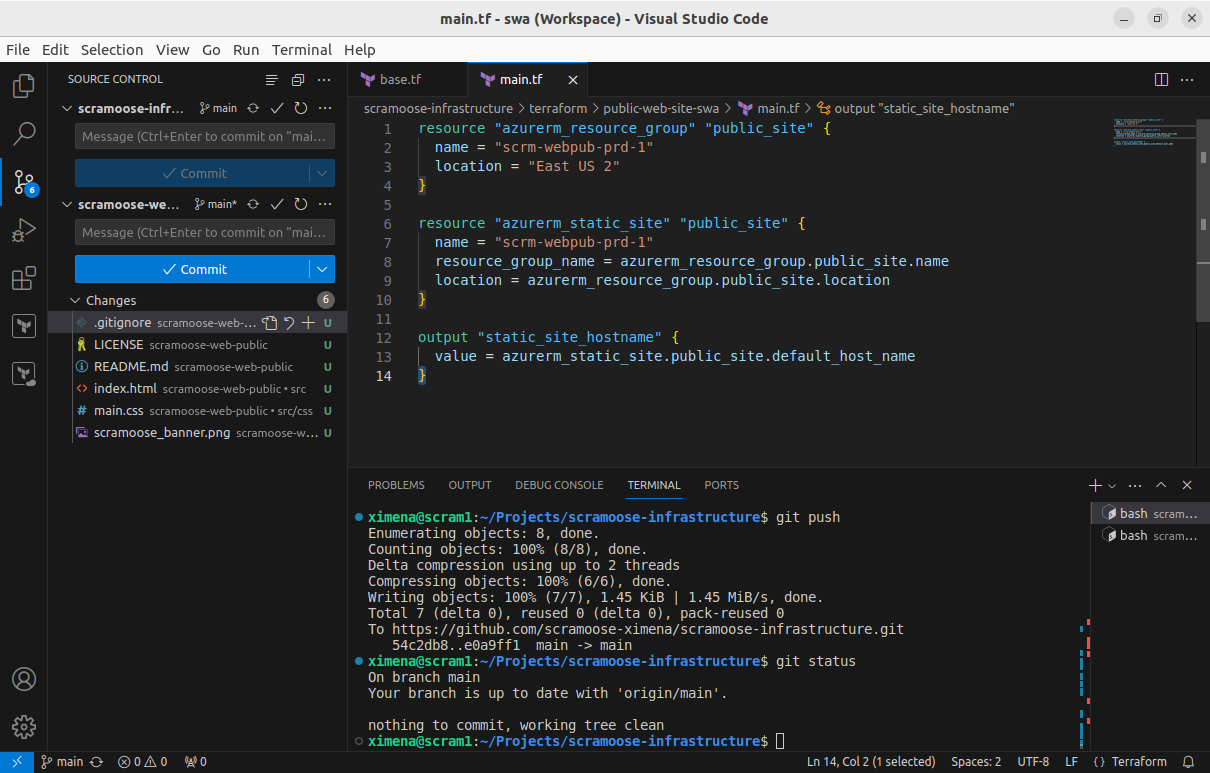 main.tf - swa (Workspace) - Visual Studio Code
File Edit Selection View Go Run Terminal Help
SOURCE CONTROL
scramoose-infr... main
Message (Ctrl+Enter to commit on "mai...
Commit
scramoose-we... main*
Message (Ctrl+Enter to commit on "mai...
Commit
Changes 6
.gitignore scramoose-web-... U
LICENSE scramoose-web-public U
README.md scramoose-web-public U
index.html scramoose-web-public • src U
main.css scramoose-web-public • src/css U
scramoose_banner.png scramoose-w... U
6
base.tf main.tf
scramoose-infrastructure > terraform > public-web-site-swa > main.tf > output "static_site_hostname"
1 resource "azurerm_resource_group" "public_site" {
2 name = "scrm-webpub-prd-1"
3 location = "East US 2"
4 }
5
6 resource "azurerm_static_site" "public_site" {
7 name = "scrm-webpub-prd-1"
8 resource_group_name = azurerm_resource_group.public_site.name
9 location = azurerm_resource_group.public_site.location
10 }
11
12 output "static_site_hostname" {
13 value = azurerm_static_site.public_site.default_host_name
14 }
PROBLEMS OUTPUT DEBUG CONSOLE TERMINAL PORTS
ximena@scram1:~/Projects/scramoose-infrastructure$ git push
Enumerating objects: 8, done.
Counting objects: 100% (8/8), done.
Delta compression using up to 2 threads
Compressing objects: 100% (6/6), done.
Writing objects: 100% (7/7), 1.45 KiB | 1.45 MiB/s, done.
Total 7 (delta 0), reused 0 (delta 0), pack-reused 0
To https://github.com/scramoose-ximena/scramoose-infrastructure.git
54c2db8..e0a9ff1 main -> main
ximena@scram1:~/Projects/scramoose-infrastructure$ git status
On branch main
Your branch is up to date with 'origin/main'.
nothing to commit, working tree clean
ximena@scram1:~/Projects/scramoose-infrastructure$
bash scram...
bash scram...
main 0 0 0 Ln 14, Col 2 (1 selected) Spaces: 2 UTF-8 LF {} Terraform